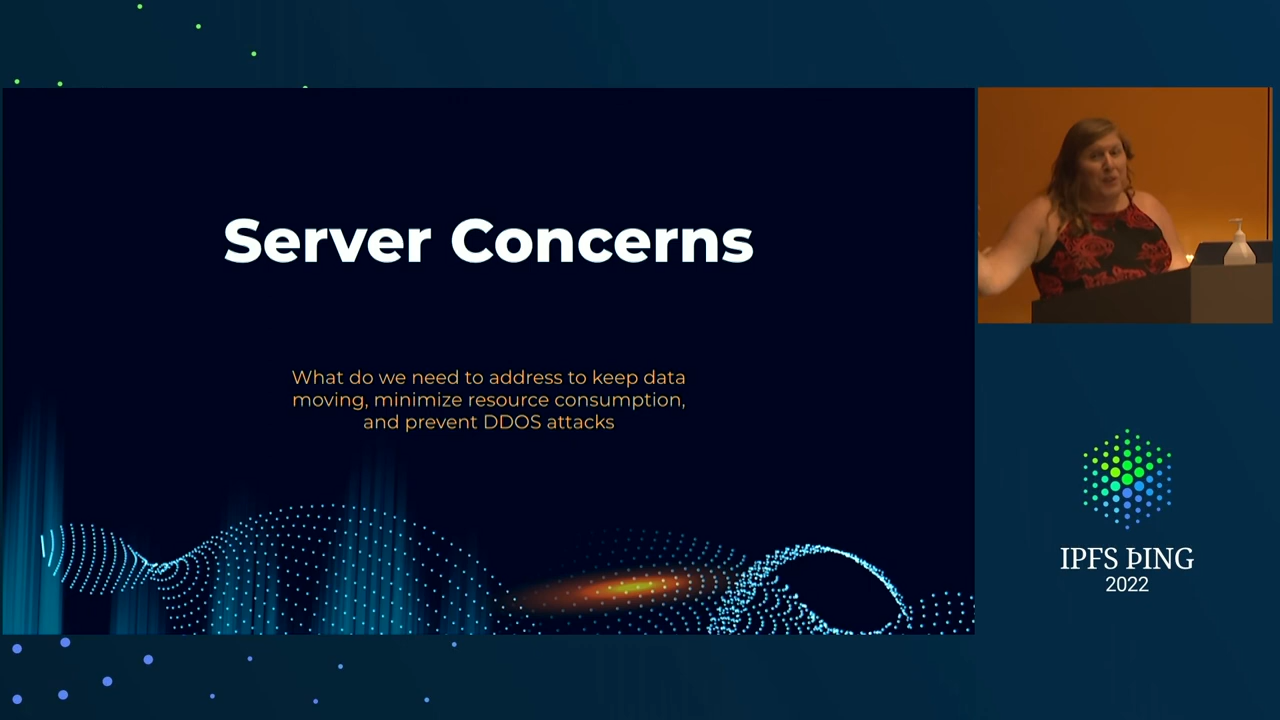 Server Concerns
What do we need to address to keep data
moving, minimize resource consumption,
and prevent DDOS attacks
IPFS ÞING
2022